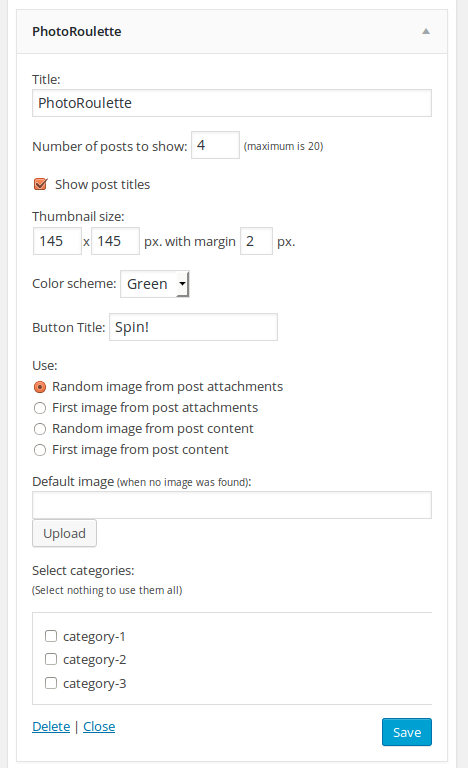 PhotoRoulette
Title:
PhotoRoulette
Number of posts to show: 4 (maximum is 20)
Show post titles
Thumbnail size:
145 x 145 px. with margin 2 px.
Color scheme: Green
Button Title: Spin!
Use:
Random image from post attachments
First image from post attachments
Random image from post content
First image from post content
Default image (when no image was found):
Upload
Select categories:
(Select nothing to use them all)
category-1
category-2
category-3
Delete | Close
Save